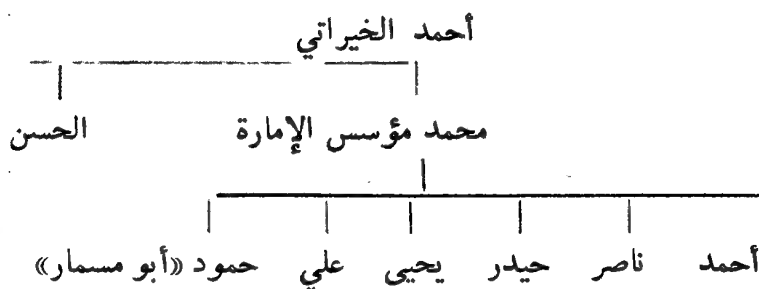 أحمد الخيراتي
محمد مؤسس الإمارة الحسن
أحمد ناصر حيدر يحيى علي حمود «أبو مسمار»